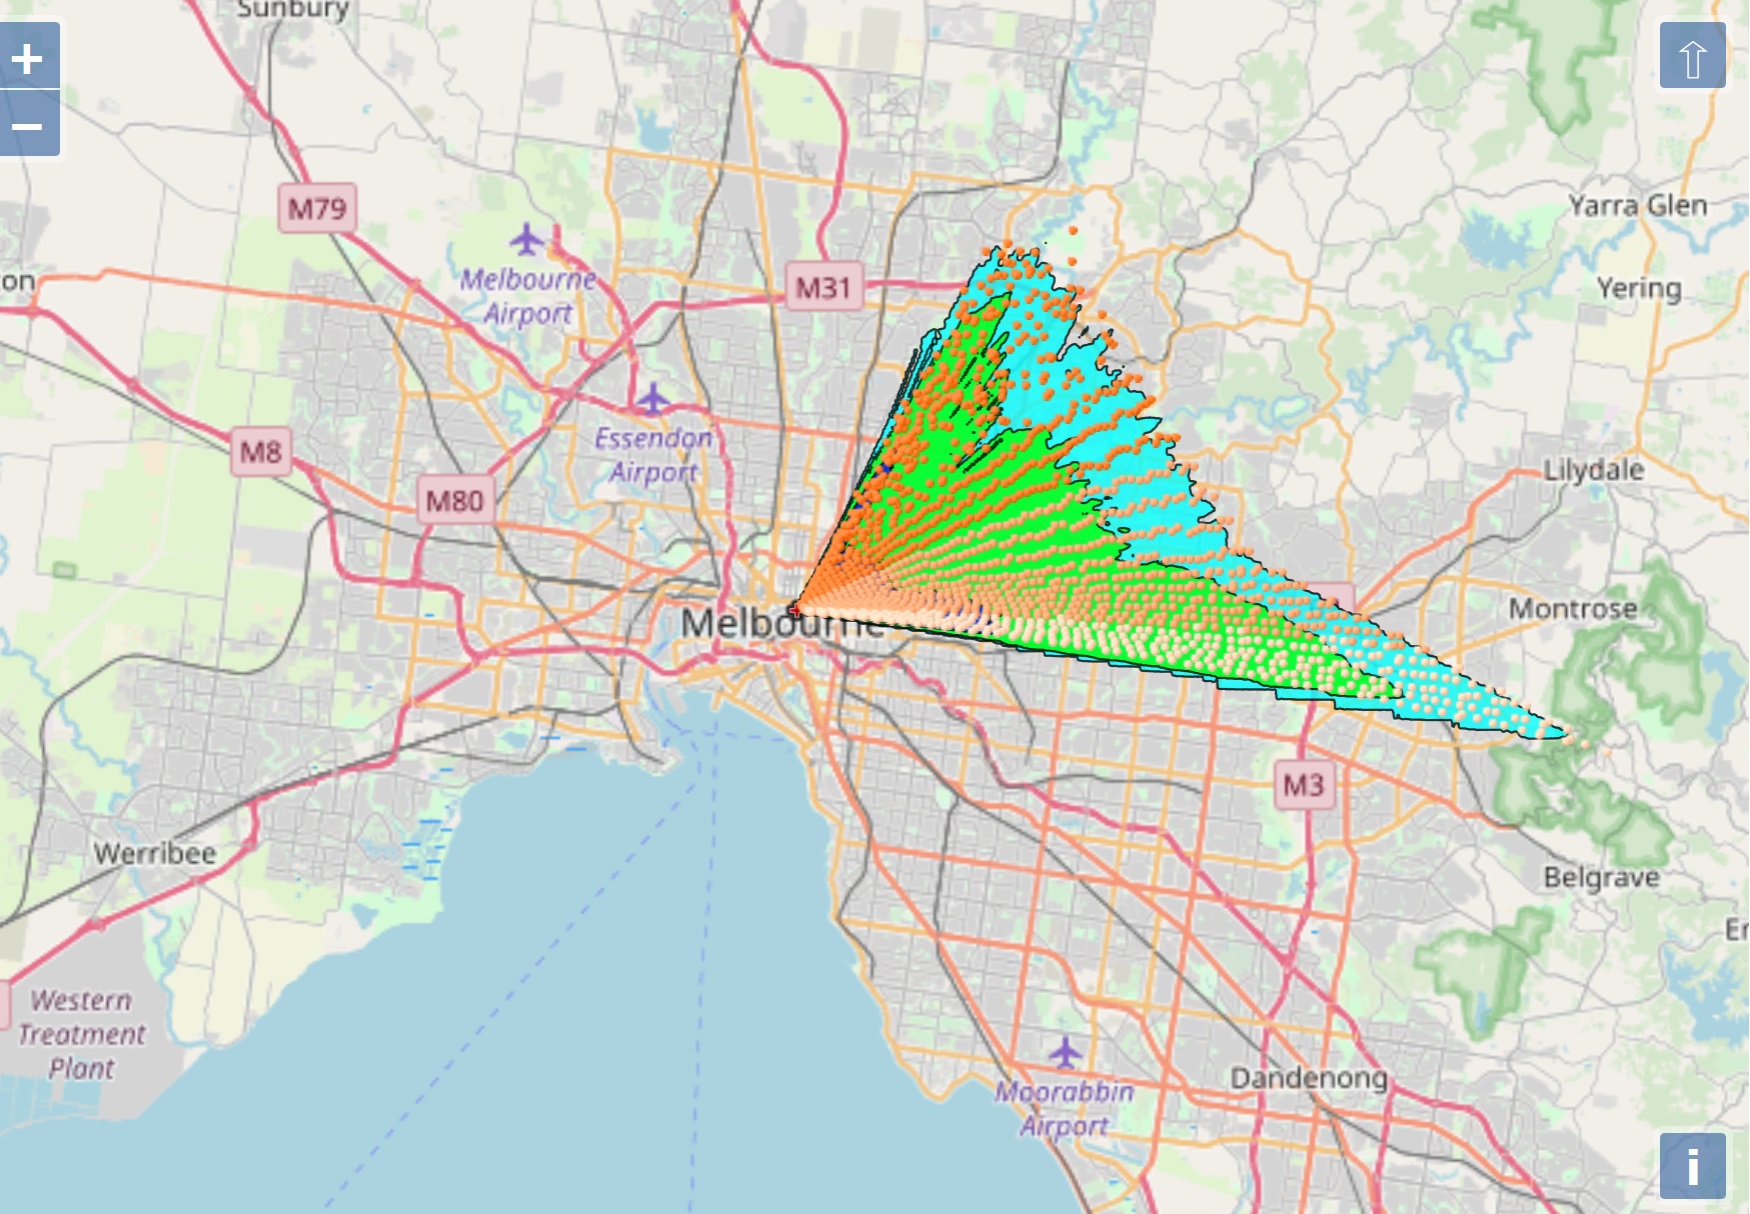 Sunbury
+
−
⇧
M79
Yarra Glen
Melbourne
Airport
on
M31
Yering
Essendon
Airport
M8
Lilydale
M80
Melbourne
Montrose
M3
Werribee
Belgrave
Er
Western
Treatment
Plant
Moorabbin
Airport
Dandenong
i